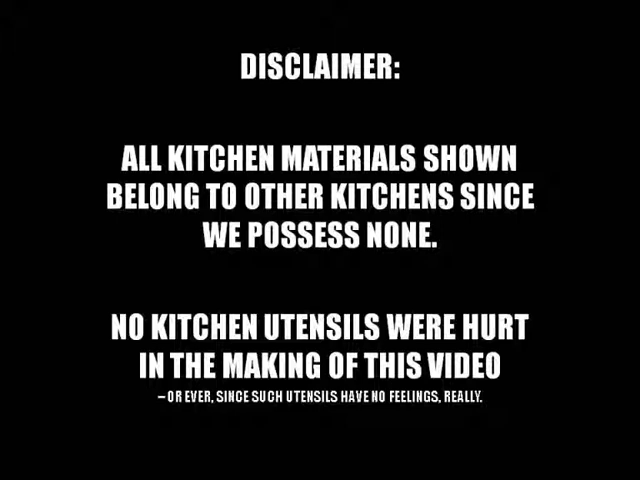 DISCLAIMER:
ALL KITCHEN MATERIALS SHOWN
BELONG TO OTHER KITCHENS SINCE
WE POSSESS NONE.
NO KITCHEN UTENSILS WERE HURT
IN THE MAKING OF THIS VIDEO
– OR EVER, SINCE SUCH UTENSILS HAVE NO FEELINGS, REALLY.